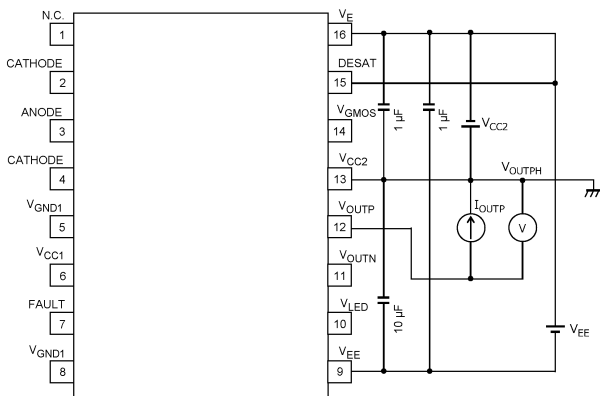 N.C.
1
CATHODE
2
ANODE
3
CATHODE
4
VGND1
5
VCC1
6
FAULT
7
VGND1
8
VE
16
DESAT
15
VGMOS
14
VCC2
13
VOUTP
12
VOUTN
11
VLED
10
VEE
9
1 µF
1 µF
VCC2
VOUTPH
IOUTP
V
10 µF
VEE